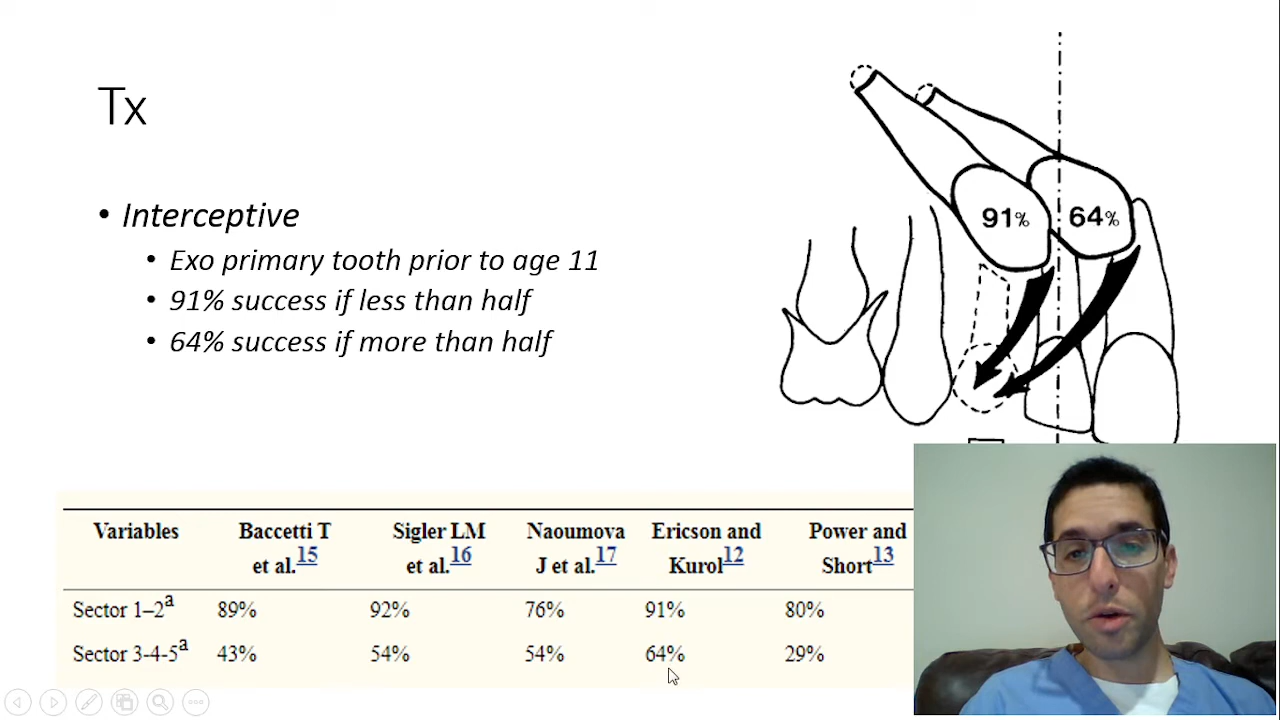 Tx
• Interceptive
• Exo primary tooth prior to age 11
• 91% success if less than half
• 64% success if more than half
91%
64%
Variables Baccetti T et al.15 Sigler LM et al.16 Naoumova J et al.17 Ericson and Kurol12 Power and Short13
Sector 1–2a 89% 92% 76% 91% 80%
Sector 3-4-5a 43% 54% 54% 64% 29%